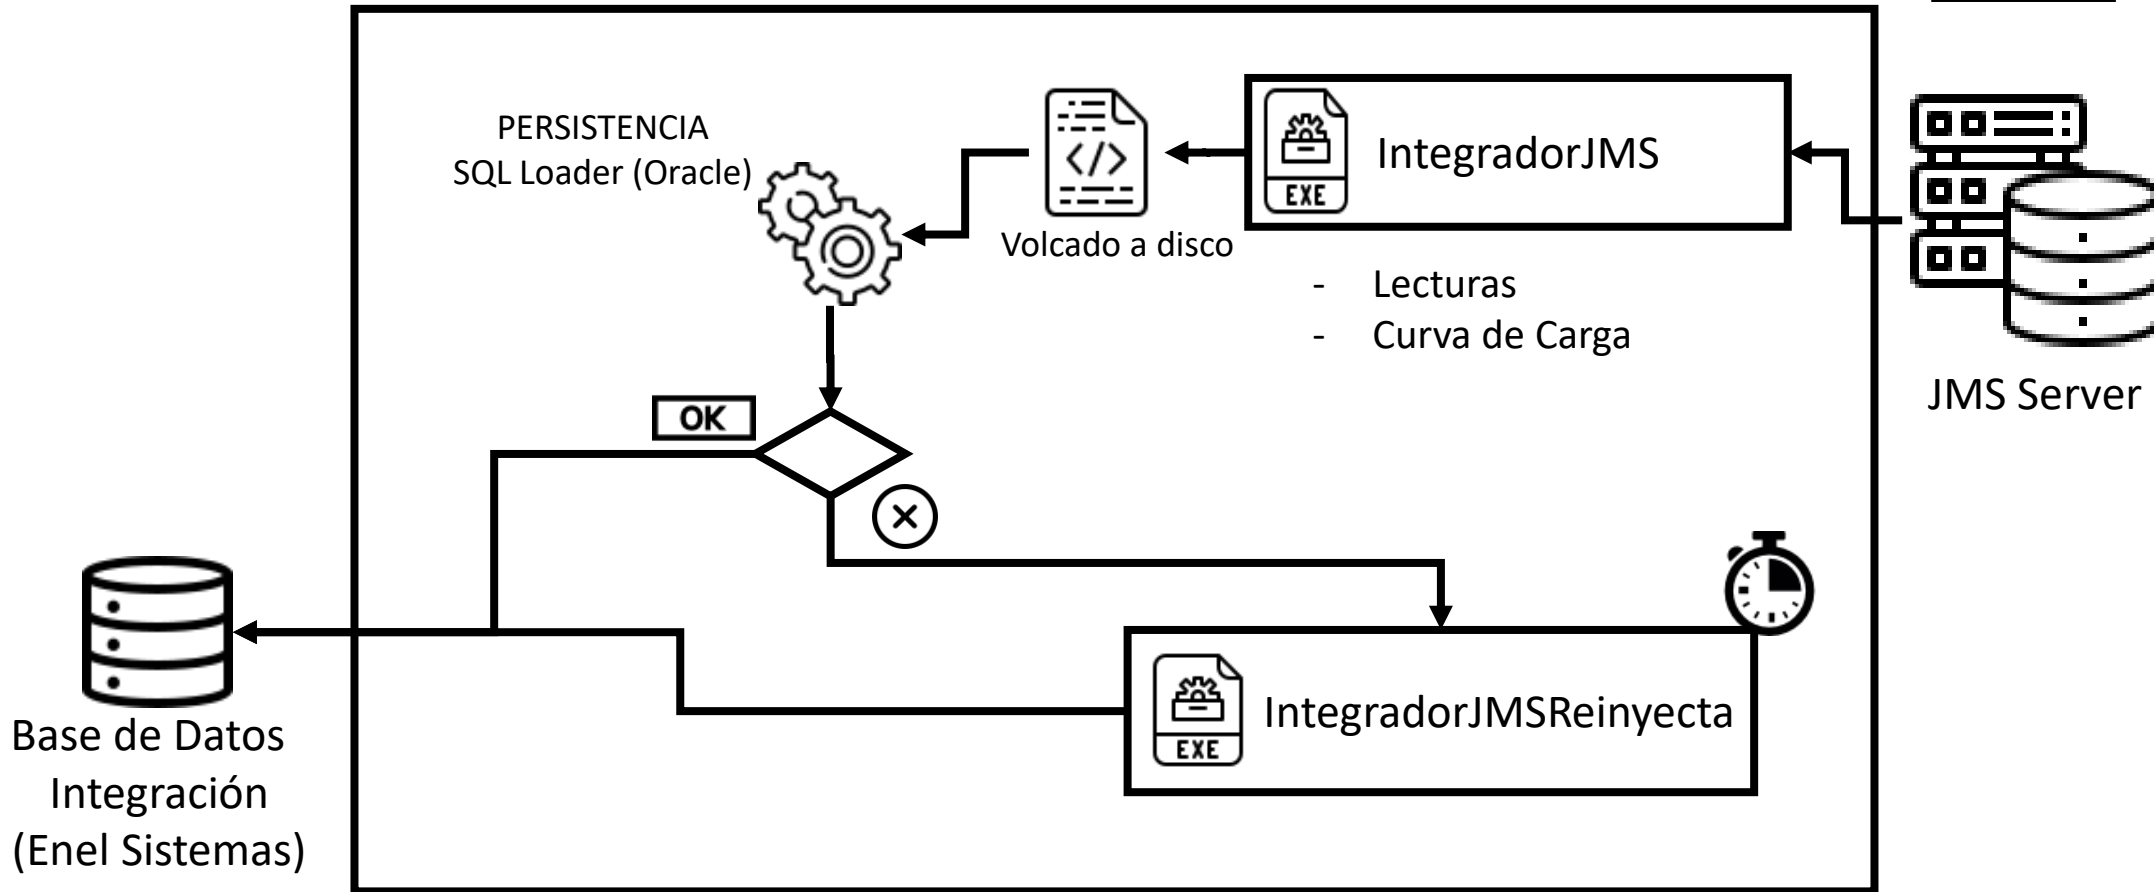 PERSISTENCIA
SQL Loader (Oracle)
EXE
IntegradorJMS
Volcado a disco
- Lecturas
- Curva de Carga
JMS Server
OK
EXE
IntegradorJMSReinyecta
Base de Datos
Integración
(Enel Sistemas)